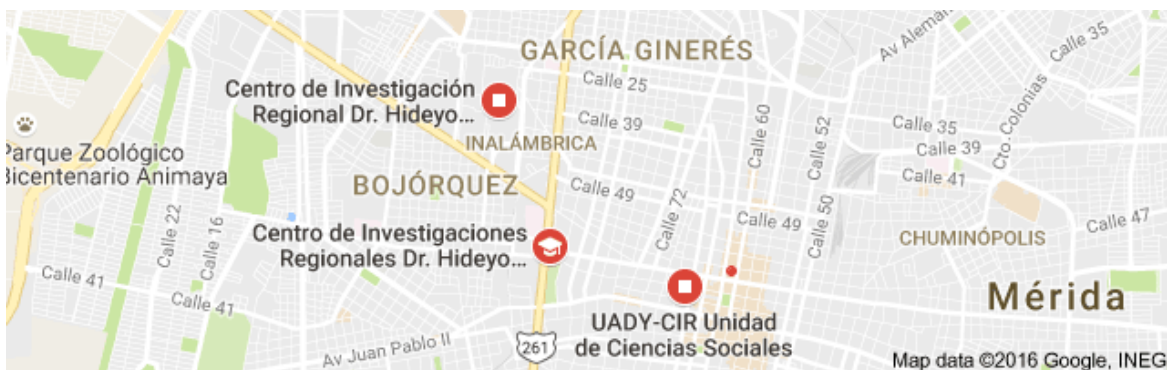 GARCÍA GINERÉS
Av Aleman
Calle 35
Centro de Investigación
Regional Dr. Hideyo...
Calle 25
Calle 60
Calle 52
Calle 39
Calle 35
Calle 39
Cto. Colonias
INALÁMBRICA
Parque Zoológico
Bicentenario Animaya
BOJÓRQUEZ
Calle 41
Calle 49
Calle 72
Calle 49
Calle 50
Calle 47
Calle 22
Calle 16
Centro de Investigaciones
Regionales Dr. Hideyo...
CHUMINÓPOLIS
Calle 41
Calle 41
Mérida
UADY-CIR Unidad
de Ciencias Sociales
Av Juan Pablo II
261
Map data ©2016 Google, INEG